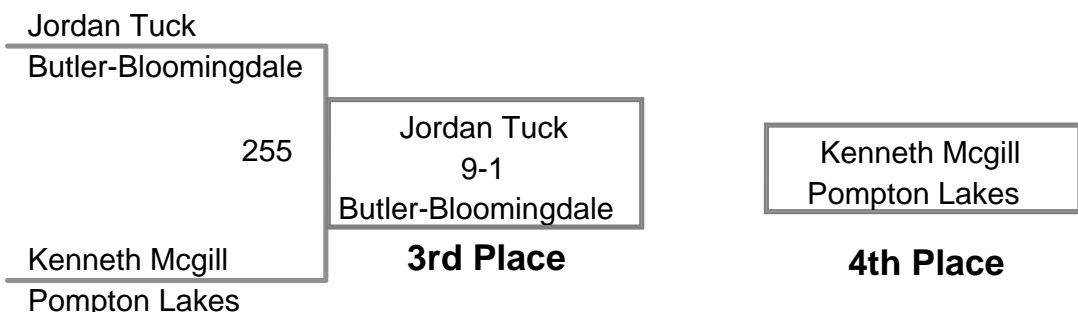 Jordan Tuck
Butler-Bloomingdale
255
Jordan Tuck
9-1
Butler-Bloomingdale
3rd Place
Kenneth Mcgill
Pompton Lakes
Kenneth Mcgill
Pompton Lakes
4th Place